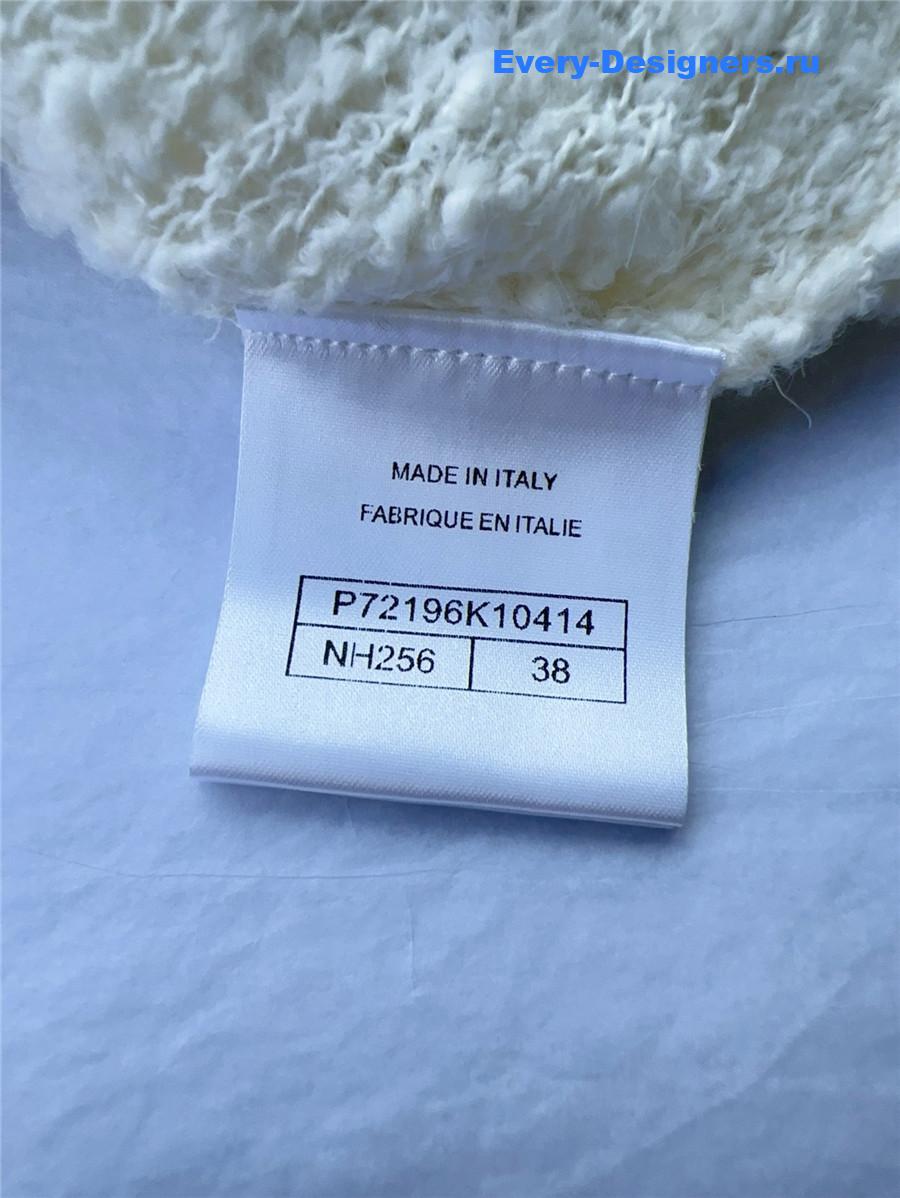 Every-Designers.ru
MADE IN ITALY
FABRIQUE EN ITALIE
P72196K10414
NH256 38